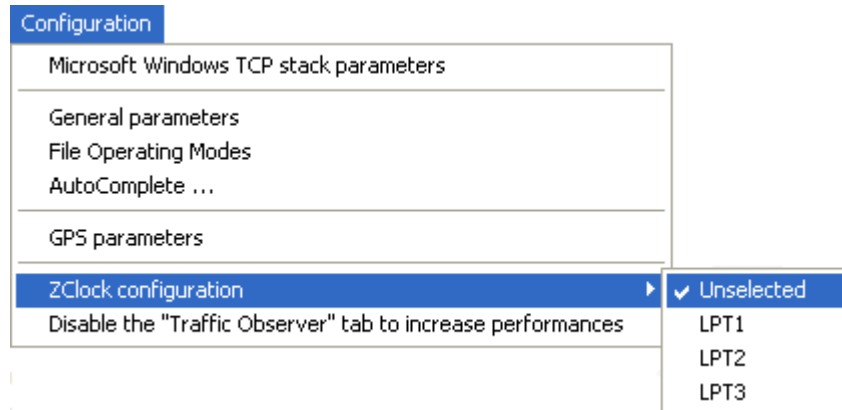 Configuration
Microsoft Windows TCP stack parameters
General parameters
File Operating Modes
AutoComplete ...
GPS parameters
ZClock configuration
Disable the "Traffic Observer" tab to increase performances
Unselected
LPT1
LPT2
LPT3